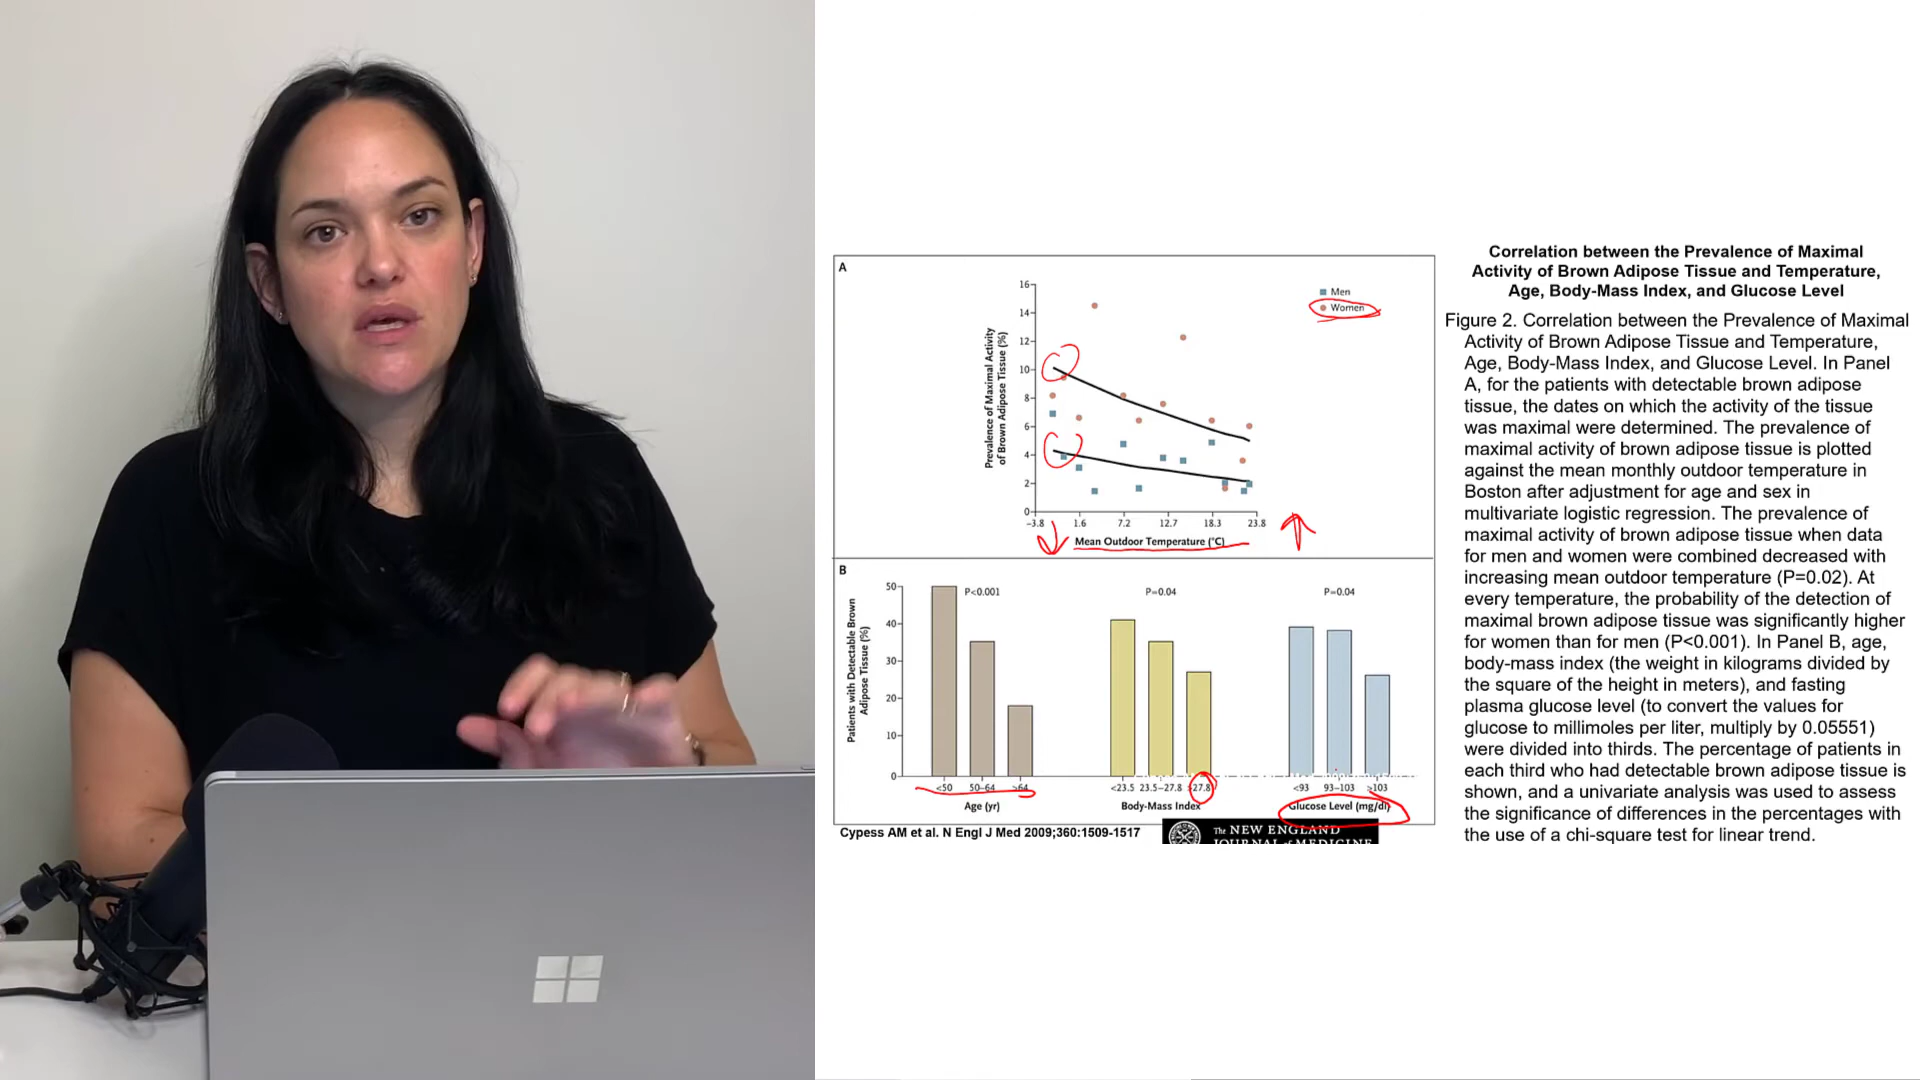 A
16
14
12
10
8
6
4
2
0
Prevalence of Maximal Activity
of Brown Adipose Tissue (%)
Men
Women
−3.8 1.6 7.2 12.7 18.3 23.8
Mean Outdoor Temperature (°C)
B
50
40
30
20
10
0
Patients with Detectable Brown
Adipose Tissue (%)
P<0.001
P=0.04
P=0.04
<50 50–64 >64
Age (yr)
<23.5 23.5–27.8 >27.8
Body-Mass Index
<93 93–103 >103
Glucose Level (mg/dl)
Cypess AM et al. N Engl J Med 2009;360:1509-1517
The NEW ENGLAND
JOURNAL of MEDICINE
Correlation between the Prevalence of Maximal
Activity of Brown Adipose Tissue and Temperature,
Age, Body-Mass Index, and Glucose Level
Figure 2. Correlation between the Prevalence of Maximal
Activity of Brown Adipose Tissue and Temperature,
Age, Body-Mass Index, and Glucose Level. In Panel
A, for the patients with detectable brown adipose
tissue, the dates on which the activity of the tissue
was maximal were determined. The prevalence of
maximal activity of brown adipose tissue is plotted
against the mean monthly outdoor temperature in
Boston after adjustment for age and sex in
multivariate logistic regression. The prevalence of
maximal activity of brown adipose tissue when data
for men and women were combined decreased with
increasing mean outdoor temperature (P=0.02). At
every temperature, the probability of the detection of
maximal brown adipose tissue was significantly higher
for women than for men (P<0.001). In Panel B, age,
body-mass index (the weight in kilograms divided by
the square of the height in meters), and fasting
plasma glucose level (to convert the values for
glucose to millimoles per liter, multiply by 0.05551)
were divided into thirds. The percentage of patients in
each third who had detectable brown adipose tissue is
shown, and a univariate analysis was used to assess
the significance of differences in the percentages with
the use of a chi-square test for linear trend.